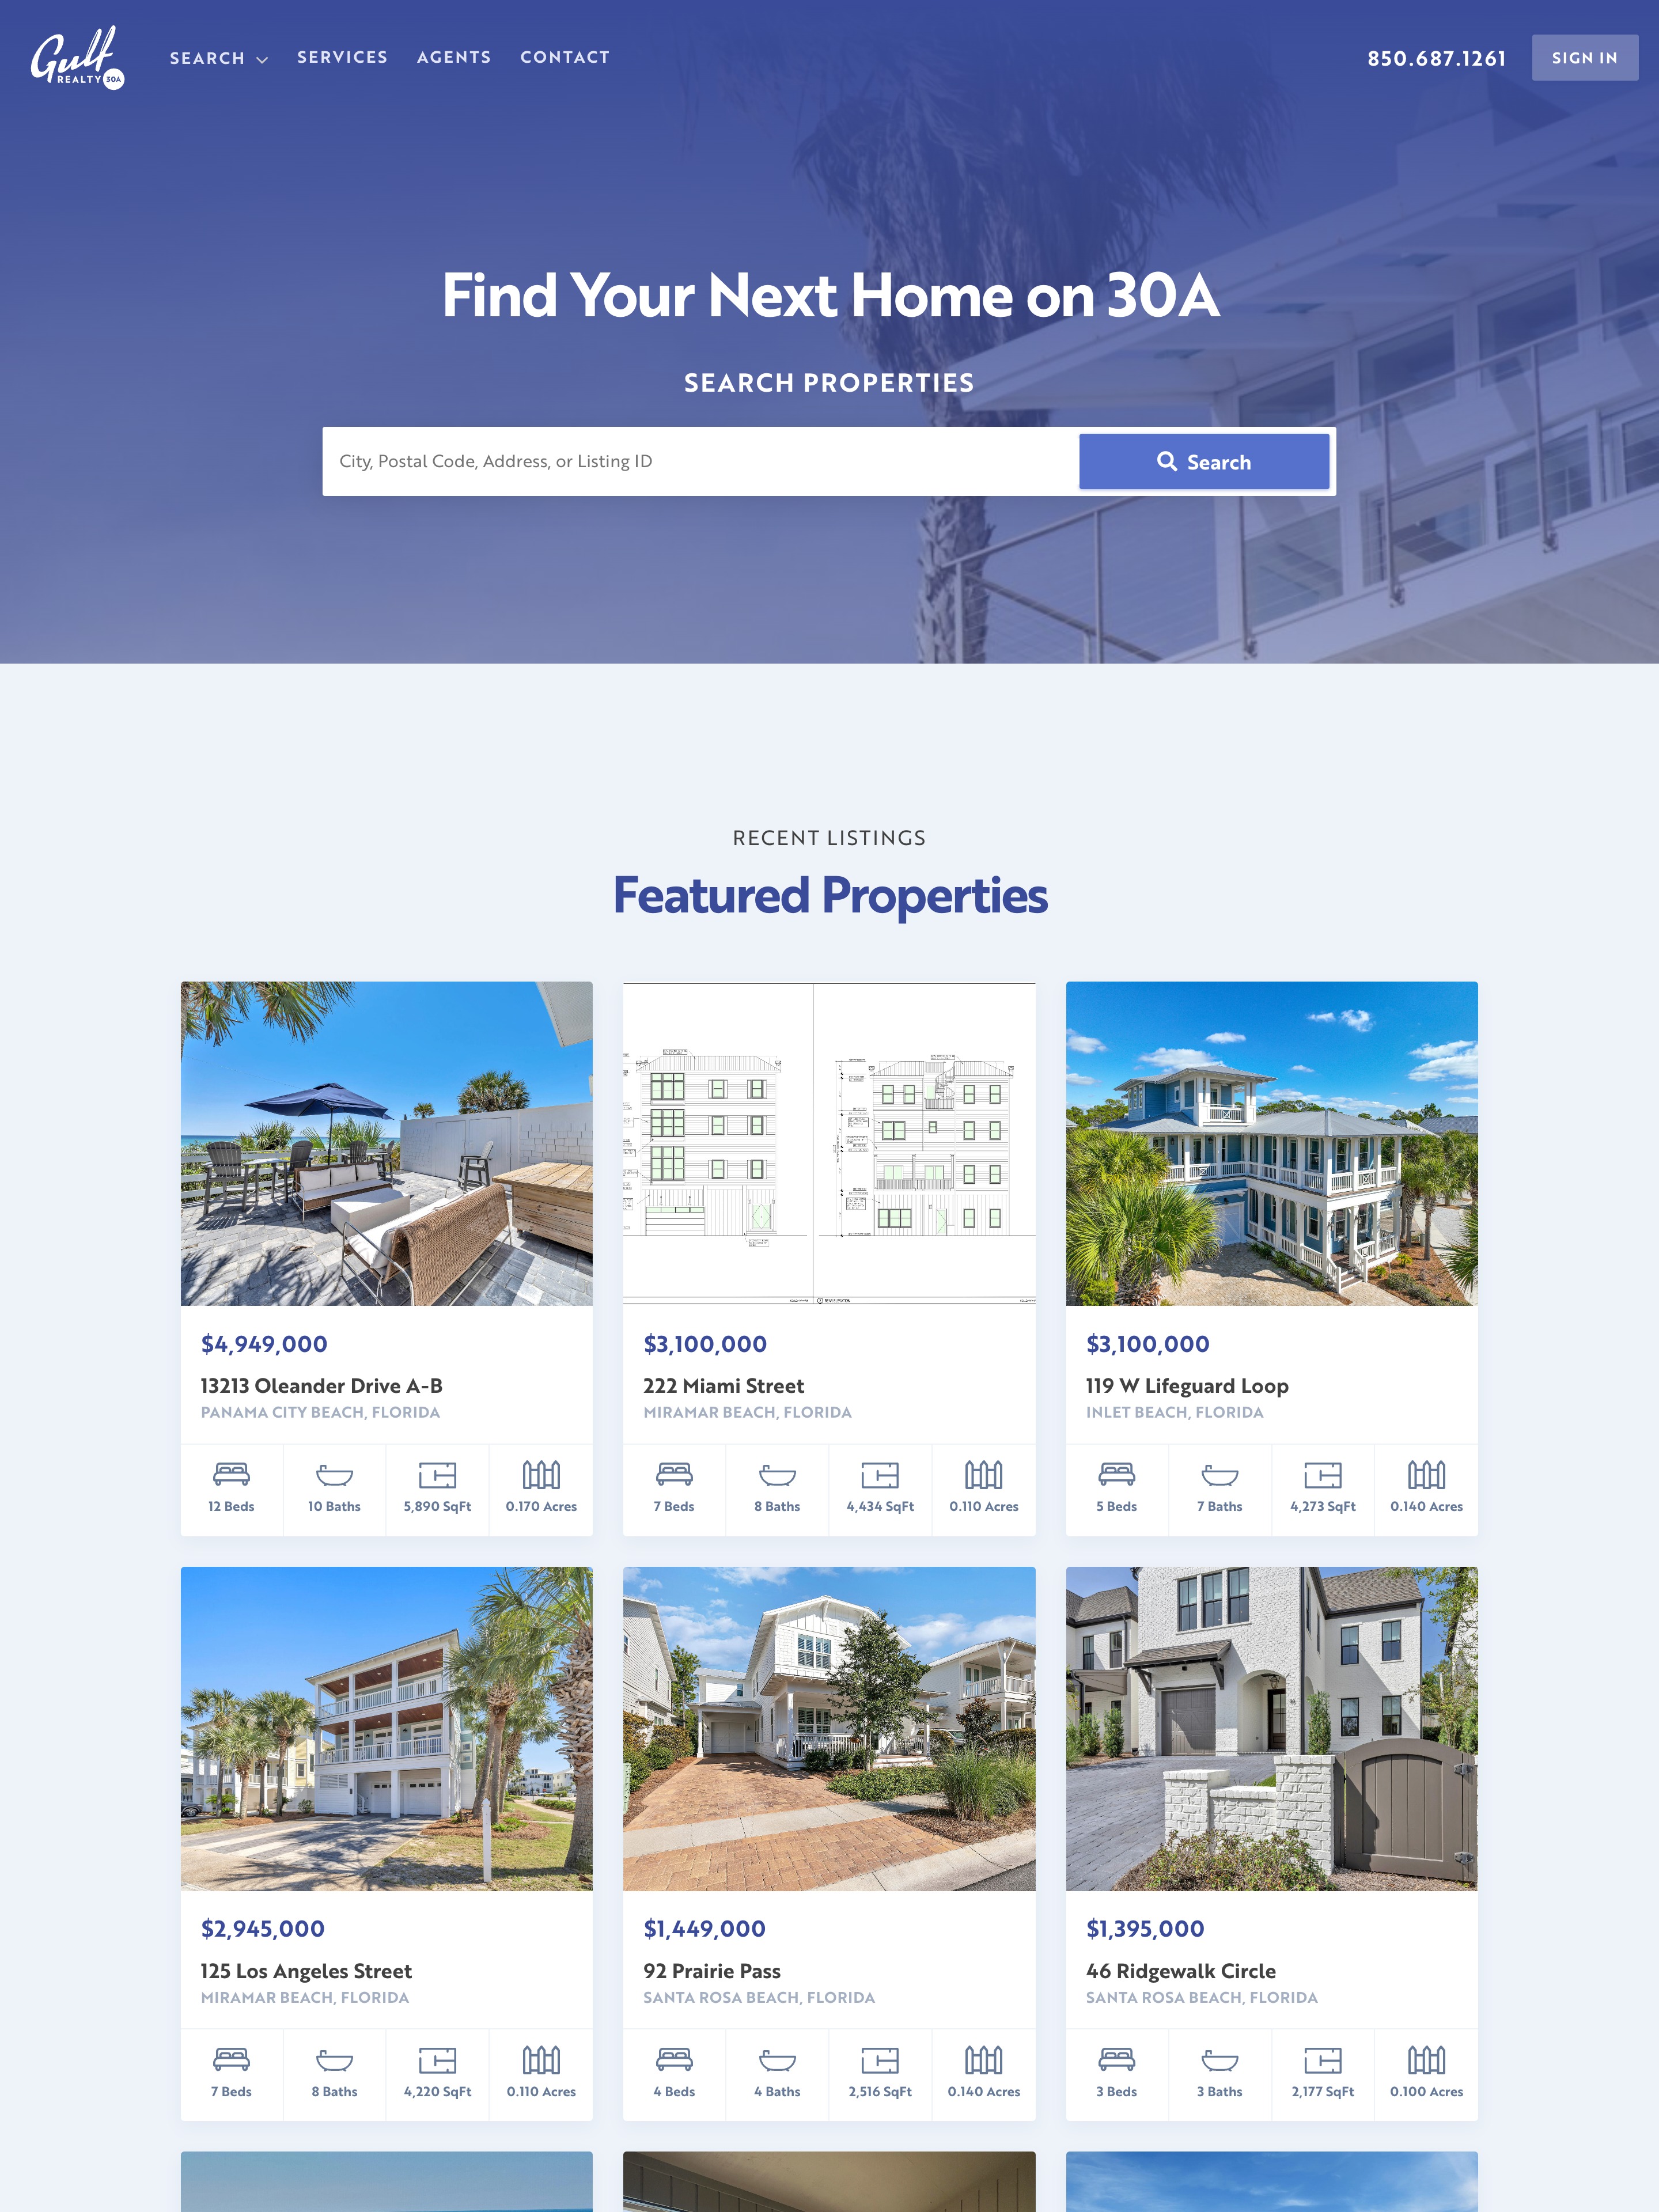 Gulf
REALTY 30A
SEARCH
SERVICES
AGENTS
CONTACT
850.687.1261
SIGN IN
Find Your Next Home on 30A
SEARCH PROPERTIES
City, Postal Code, Address, or Listing ID
Search
RECENT LISTINGS
Featured Properties
$4,949,000
13213 Oleander Drive A-B
PANAMA CITY BEACH, FLORIDA
12 Beds
10 Baths
5,890 SqFt
0.170 Acres
$3,100,000
222 Miami Street
MIRAMAR BEACH, FLORIDA
7 Beds
8 Baths
4,434 SqFt
0.110 Acres
$3,100,000
119 W Lifeguard Loop
INLET BEACH, FLORIDA
5 Beds
7 Baths
4,273 SqFt
0.140 Acres
$2,945,000
125 Los Angeles Street
MIRAMAR BEACH, FLORIDA
7 Beds
8 Baths
4,220 SqFt
0.110 Acres
$1,449,000
92 Prairie Pass
SANTA ROSA BEACH, FLORIDA
4 Beds
4 Baths
2,516 SqFt
0.140 Acres
$1,395,000
46 Ridgewalk Circle
SANTA ROSA BEACH, FLORIDA
3 Beds
3 Baths
2,177 SqFt
0.100 Acres